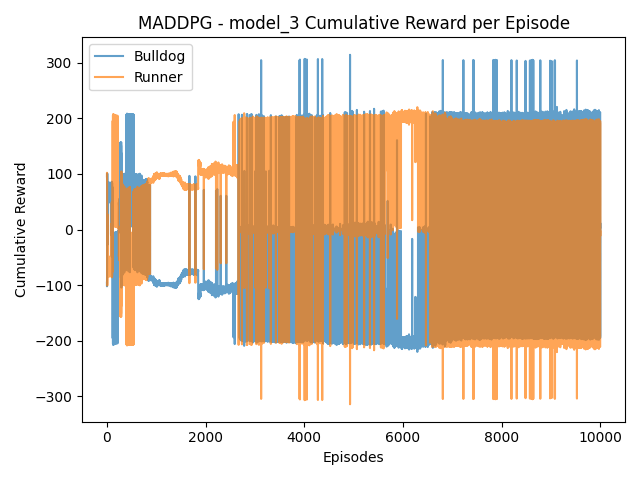 MADDPG - model_3 Cumulative Reward per Episode
Bulldog
Runner
Cumulative Reward
300
200
100
0
−100
−200
−300
0
2000
4000
6000
8000
10000
Episodes